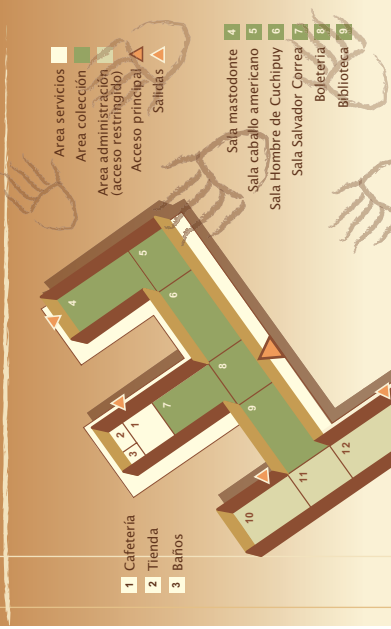 Area servicios
Area colección
Area administración
(acceso restringido)
Acceso principal
Salidas
4 Sala mastodonte
5 Sala caballo americano
6 Sala Hombre de Cuchipuy
7 Sala Salvador Correa
8 Boletería
9 Biblioteca
1 Cafetería
2 Tienda
3 Baños
4
5
6
7
8
9
1
2
3
10
11
12